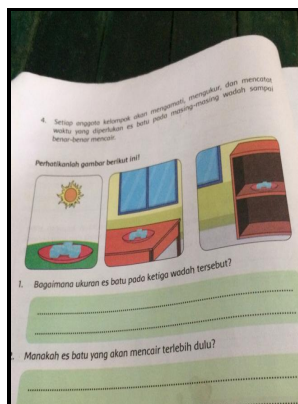 4. Setiap anggota kelompok akan mengamati, mengukur, dan mencatat
waktu yang diperlukan es batu pada masing-masing wadah sampai
benar-benar mencair.
Perhatikanlah gambar berikut ini!
1. Bagaimana ukuran es batu pada ketiga wadah tersebut?
2. Manakah es batu yang akan mencair terlebih dulu?